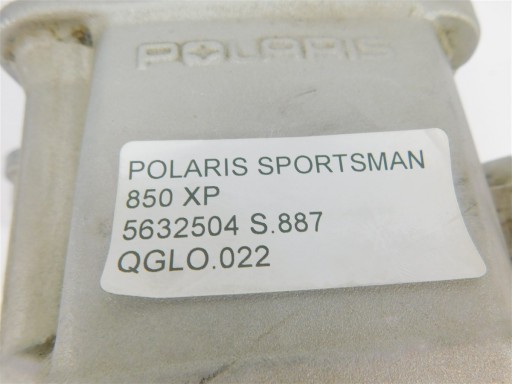 POLARIS
POLARIS SPORTSMAN
850 XP
5632504 S.887
QGLO.022